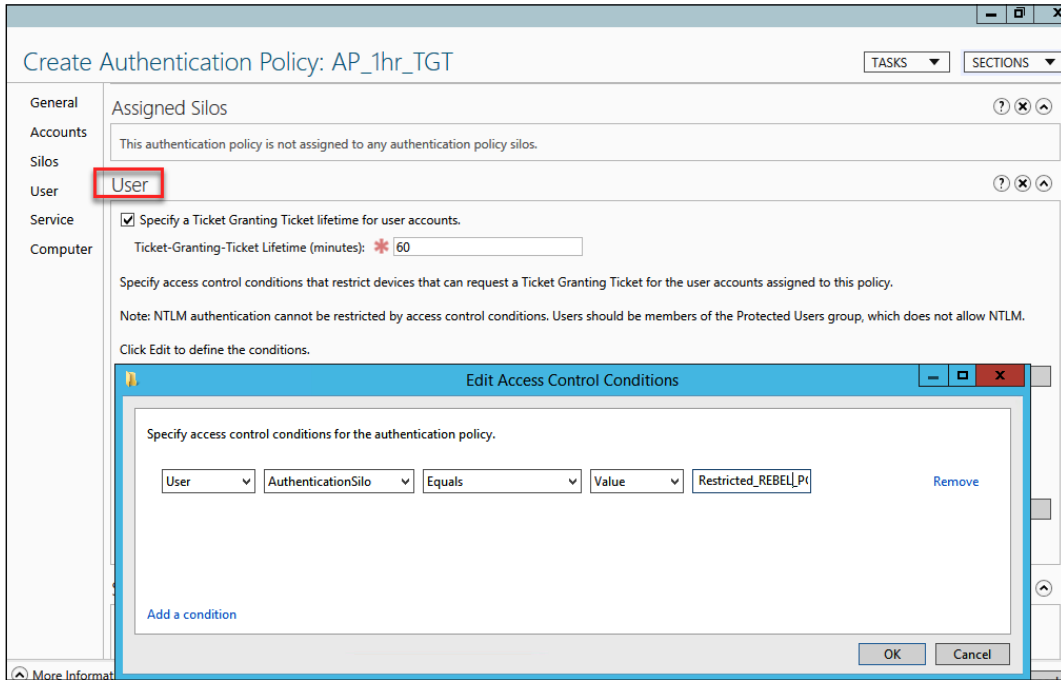 Create Authentication Policy: AP_1hr_TGT
TASKS
SECTIONS
General
Accounts
Silos
User
Service
Computer
Assigned Silos
This authentication policy is not assigned to any authentication policy silos.
User
Specify a Ticket Granting Ticket lifetime for user accounts.
Ticket-Granting-Ticket Lifetime (minutes): * 60
Specify access control conditions that restrict devices that can request a Ticket Granting Ticket for the user accounts assigned to this policy.
Note: NTLM authentication cannot be restricted by access control conditions. Users should be members of the Protected Users group, which does not allow NTLM.
Click Edit to define the conditions.
Edit Access Control Conditions
Specify access control conditions for the authentication policy.
User AuthenticationSilo Equals Value Restricted_REBEL_P Remove
Add a condition
OK Cancel
More Informat